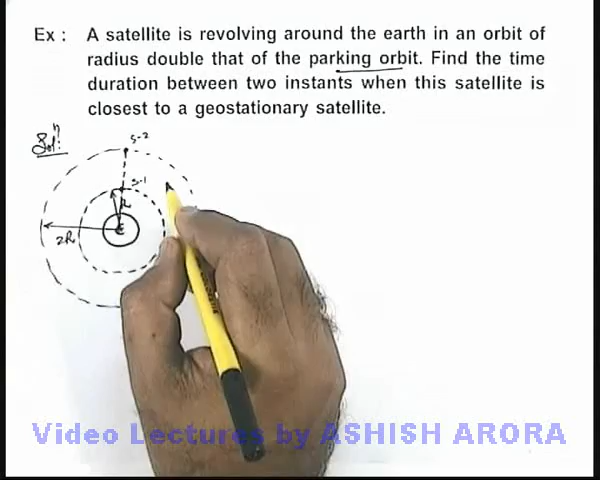 Ex : A satellite is revolving around the earth in an orbit of
radius double that of the parking orbit. Find the time
duration between two instants when this satellite is
closest to a geostationary satellite.
Solⁿ:
S-2
S-1
R
2R
E
Video Lectures by ASHISH ARORA